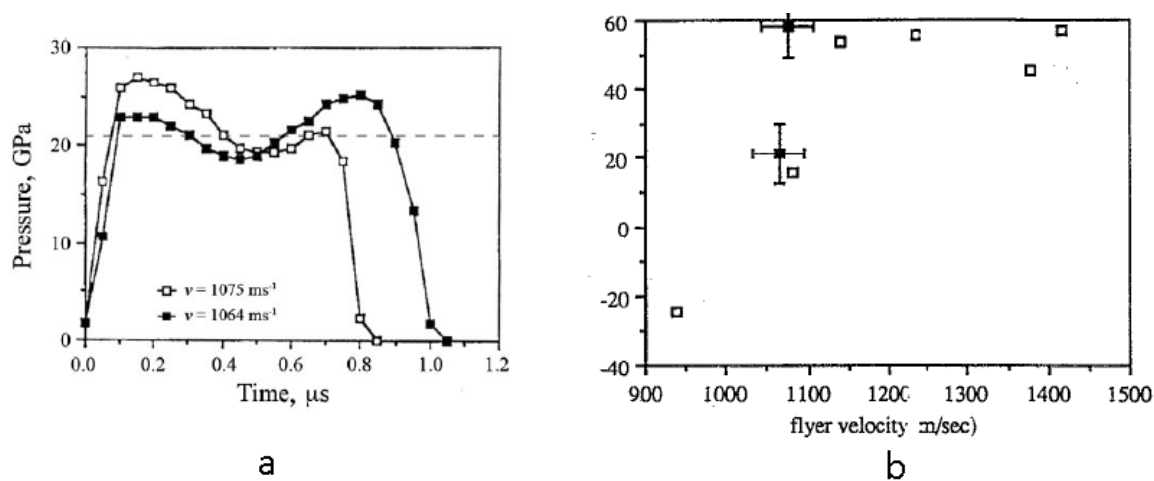 30
20
10
0
Pressure, GPa
v = 1075 ms-1
v = 1064 ms-1
0.0 0.2 0.4 0.6 0.8 1.0 1.2
Time, μs
a
60
40
20
0
-20
-40
900 1000 1100 1200 1300 1400 1500
flyer velocity m/sec)
b